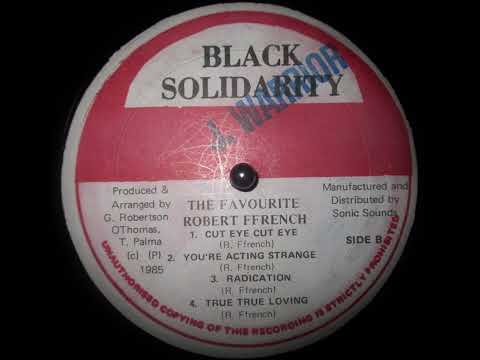 BLACK
SOLIDARITY
J. WARRIOR
Produced &
Arranged by
G. Robertson
OThomas,
T. Palma
(c) (P)
1985
THE FAVOURITE
ROBERT FFRENCH
1. CUT EYE CUT EYE
(R. Ffrench)
2. YOU'RE ACTING STRANGE
(R. Ffrench)
3. RADICATION
(R. Ffrench)
4. TRUE TRUE LOVING
(R. Ffrench)
Manufactured and
Distributed by
Sonic Sounds
SIDE B
UNAUTHORISED COPYING OF THIS RECORDING IS STRICTLY PROHIBITED